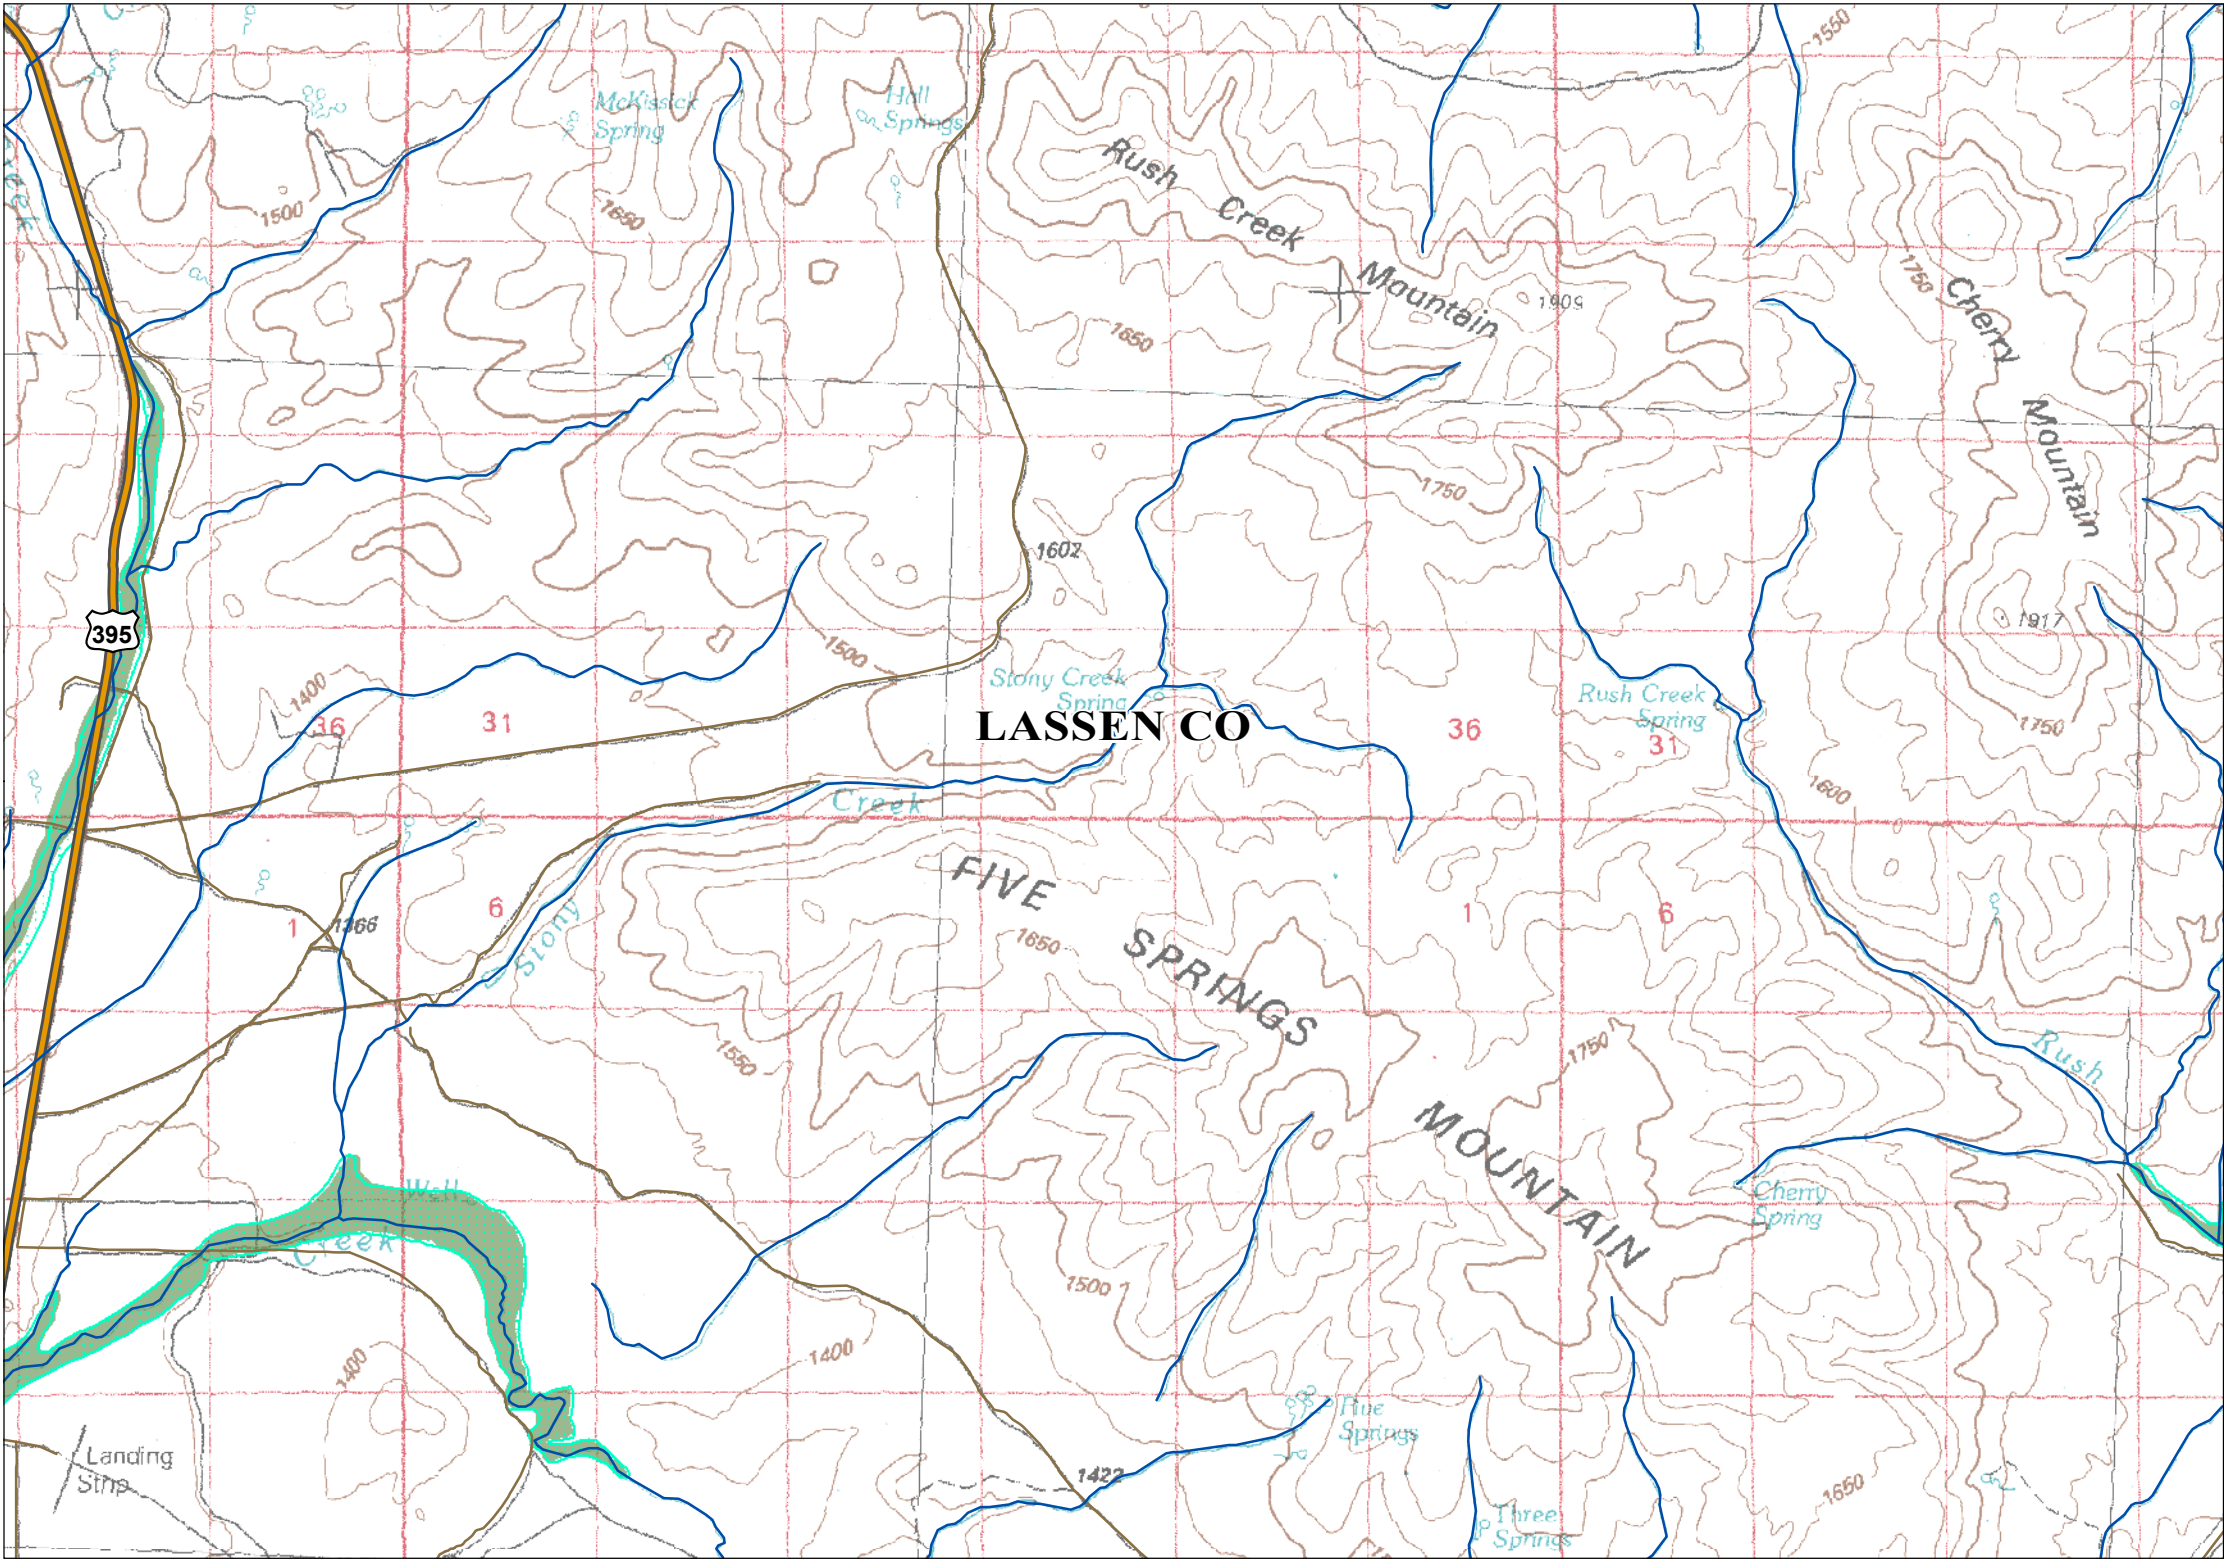 1550
McKissick
Spring
Hall
Springs
Rush
Creek
Mountain
eek
1500
1650
1750
Cherry
Mountain
1909
1650
1750
1602
395
1917
1500
Stony Creek
Spring
Rush Creek
Spring
1400
36
31
LASSEN CO
36
31
1750
1600
Creek
FIVE
SPRINGS
MOUNTAIN
6
1
1366
Stony
1650
1
6
1550
1750
Rush
Well
Creek
Cherry
Spring
1500
1400
1400
Five
Springs
Landing
Strip
1422
1650
Three
Springs